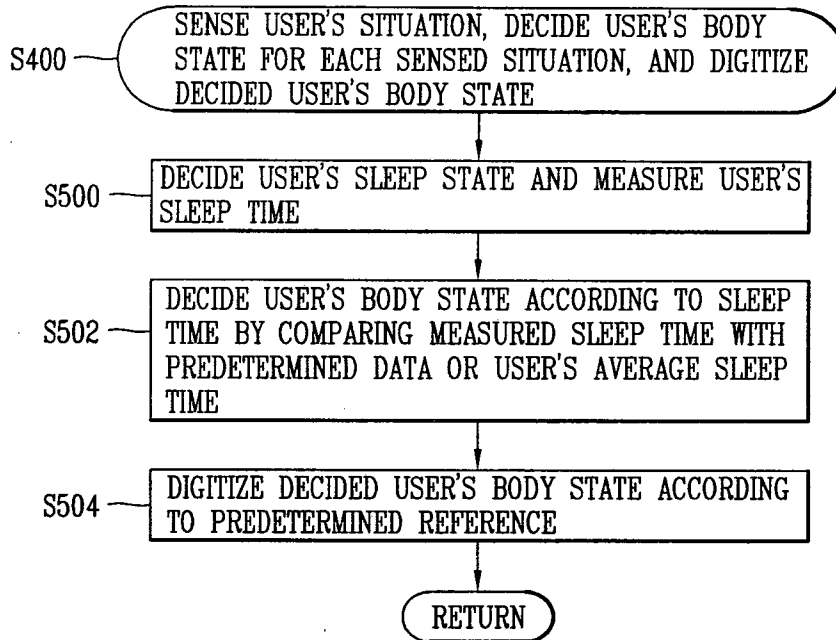 S400
SENSE USER'S SITUATION, DECIDE USER'S BODY
STATE FOR EACH SENSED SITUATION, AND DIGITIZE
DECIDED USER'S BODY STATE
S500
DECIDE USER'S SLEEP STATE AND MEASURE USER'S
SLEEP TIME
S502
DECIDE USER'S BODY STATE ACCORDING TO SLEEP
TIME BY COMPARING MEASURED SLEEP TIME WITH
PREDETERMINED DATA OR USER'S AVERAGE SLEEP
TIME
S504
DIGITIZE DECIDED USER'S BODY STATE ACCORDING
TO PREDETERMINED REFERENCE
RETURN